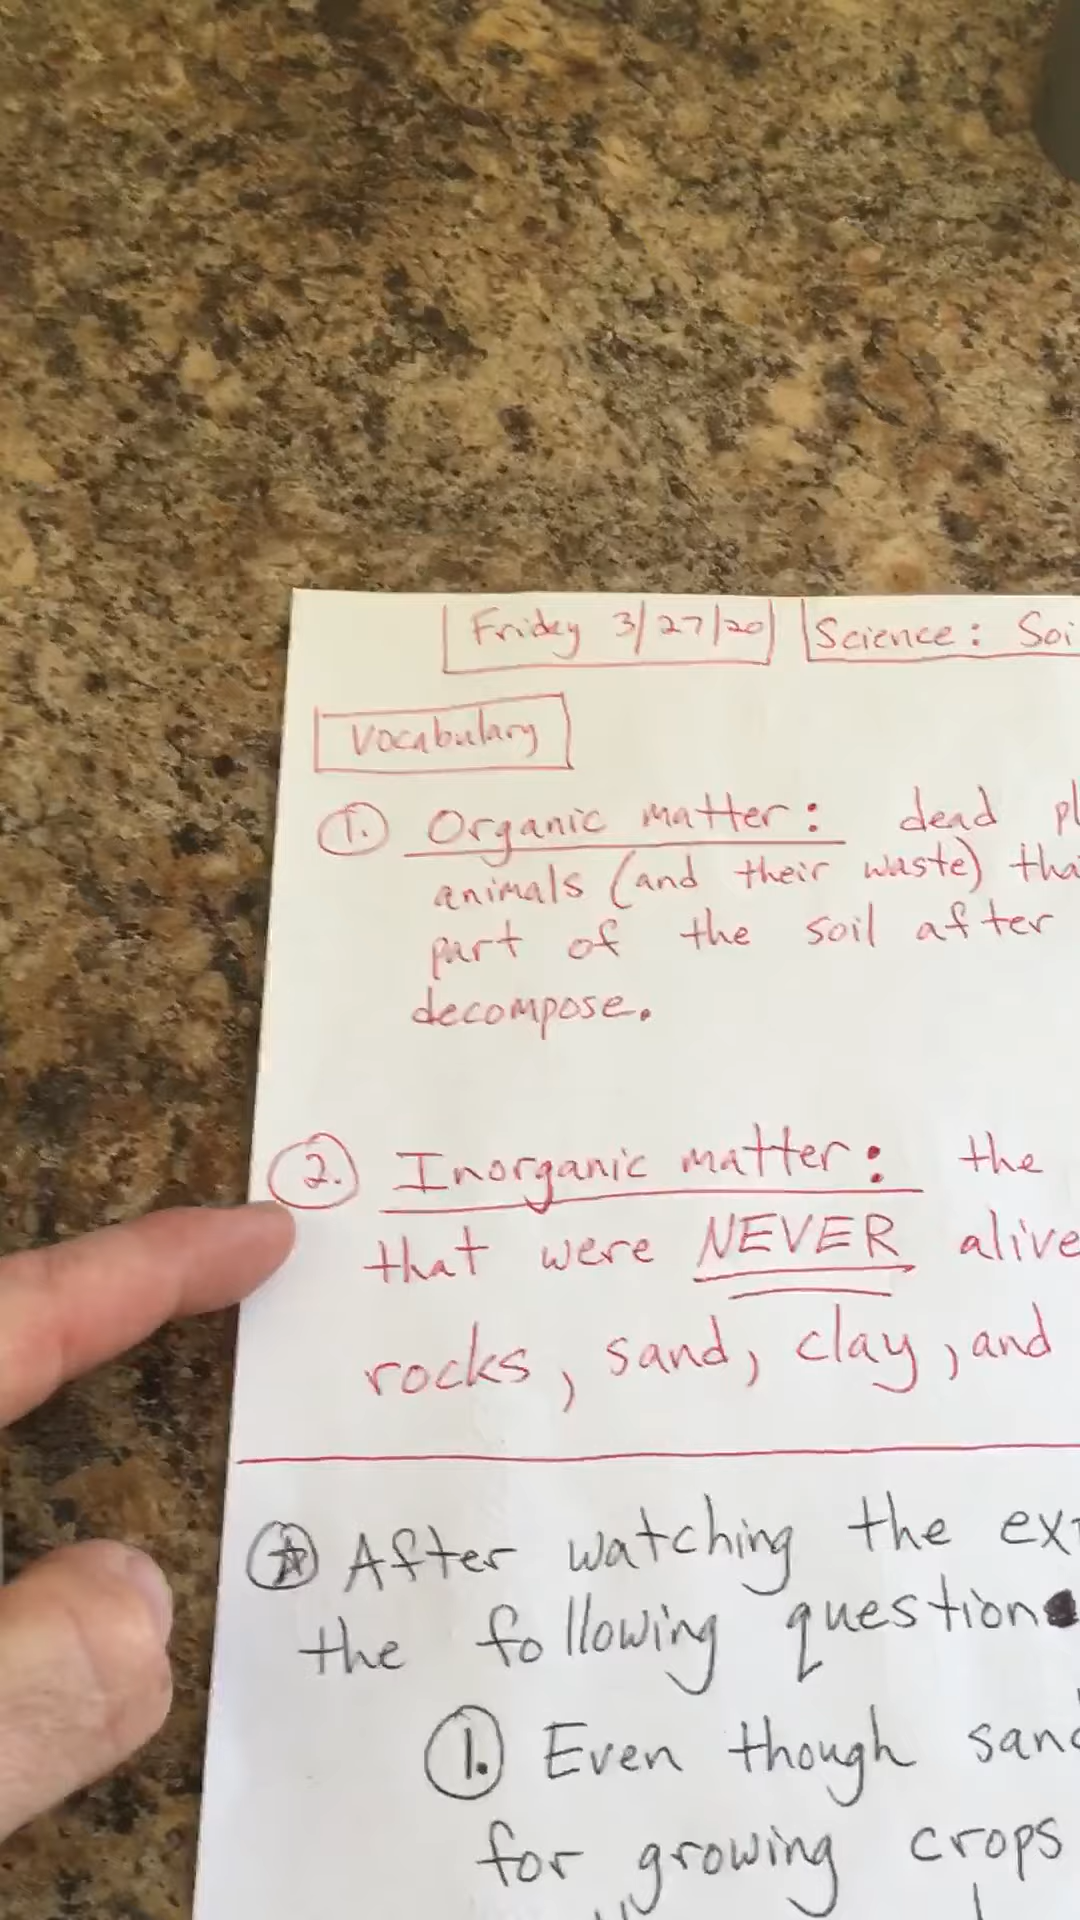 Friday 3/27/20 Science: Soi
Vocabulary
1. Organic matter: dead pl
animals (and their waste) tha
part of the soil after
decompose.
2. Inorganic matter: the
that were NEVER alive
rocks, sand, clay, and
After watching the ex
the following question
1. Even though sand
for growing crops